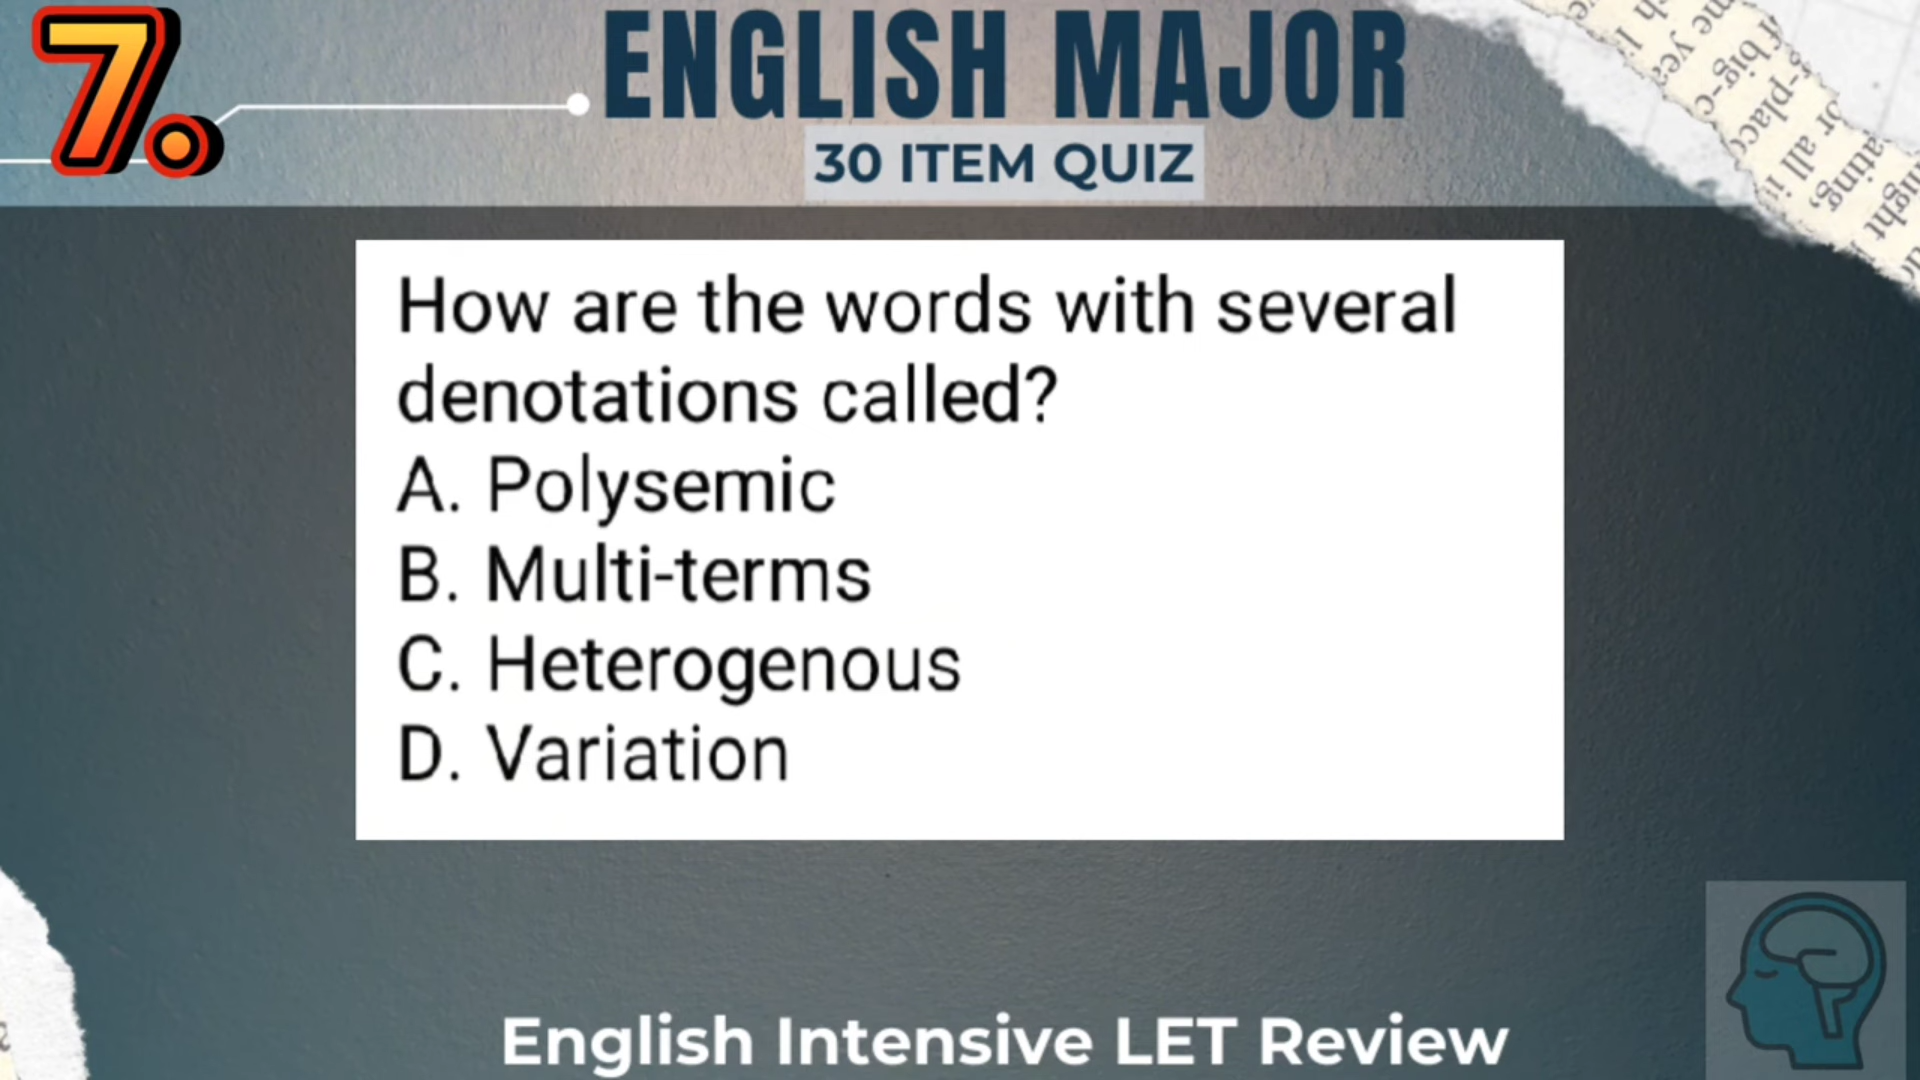 7.
ENGLISH MAJOR
30 ITEM QUIZ
How are the words with several
denotations called?
A. Polysemic
B. Multi-terms
C. Heterogenous
D. Variation
English Intensive LET Review